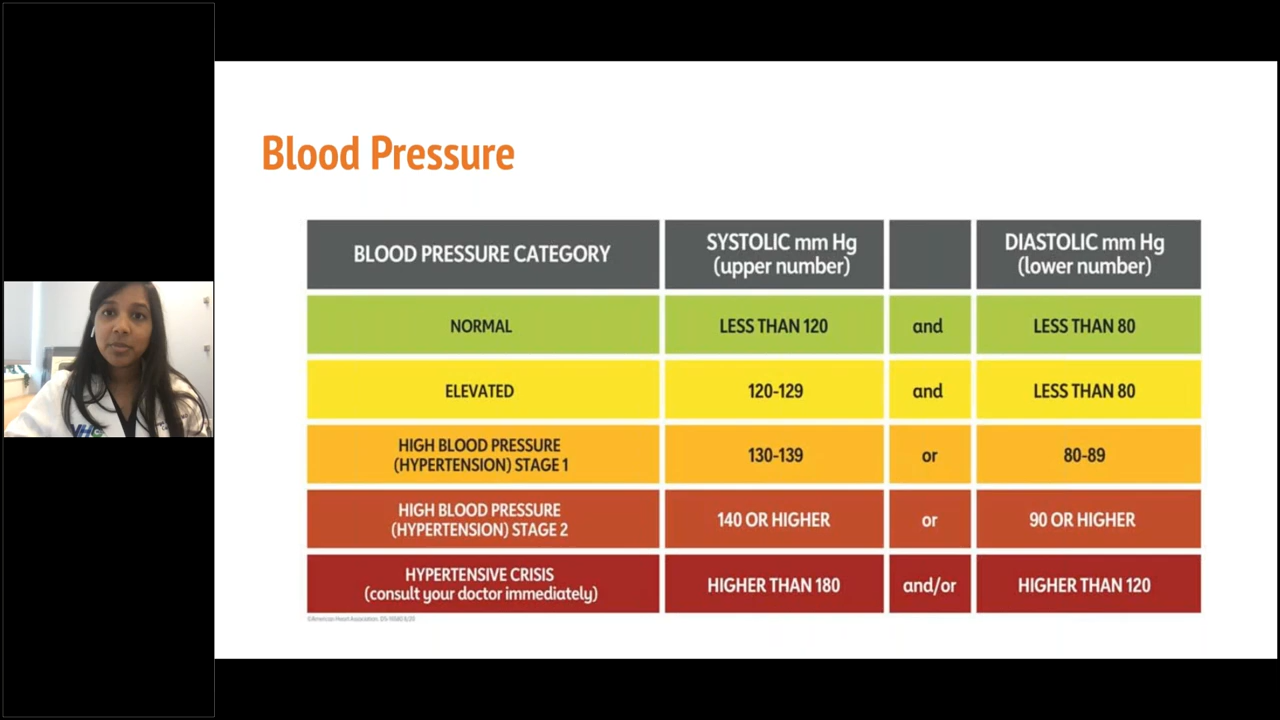 Blood Pressure
BLOOD PRESSURE CATEGORY
SYSTOLIC mm Hg
(upper number)
DIASTOLIC mm Hg
(lower number)
NORMAL
LESS THAN 120
and
LESS THAN 80
ELEVATED
120-129
and
LESS THAN 80
HIGH BLOOD PRESSURE
(HYPERTENSION) STAGE 1
130-139
or
80-89
HIGH BLOOD PRESSURE
(HYPERTENSION) STAGE 2
140 OR HIGHER
or
90 OR HIGHER
HYPERTENSIVE CRISIS
(consult your doctor immediately)
HIGHER THAN 180
and/or
HIGHER THAN 120
©American Heart Association